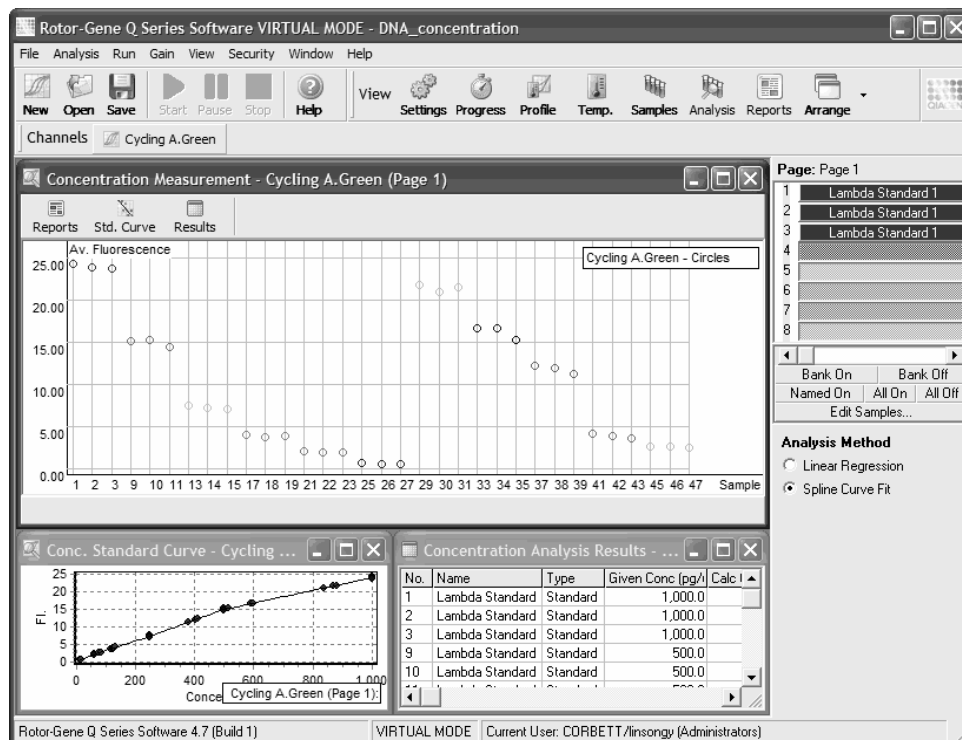 Rotor-Gene Q Series Software VIRTUAL MODE - DNA_concentration
File Analysis Run Gain View Security Window Help
New Open Save Start Pause Stop Help View Settings Progress Profile Temp. Samples Analysis Reports Arrange QIAGEN
Channels Cycling A.Green
Concentration Measurement - Cycling A.Green (Page 1)
Reports Std. Curve Results
Av. Fluorescence
Cycling A.Green - Circles
25.00
20.00
15.00
10.00
5.00
0.00
1 2 3 9 10 11 13 14 15 17 18 19 21 22 23 25 26 27 29 30 31 33 34 35 37 38 39 41 42 43 45 46 47 Sample
Page: Page 1
1 Lambda Standard 1
2 Lambda Standard 1
3 Lambda Standard 1
4
5
6
7
8
Bank On Bank Off
Named On All On All Off
Edit Samples...
Analysis Method
Linear Regression
Spline Curve Fit
Conc. Standard Curve - Cycling ...
Fl.
25
20
15
10
5
0
0 200 400 600 800 1,000
Conce
Cycling A.Green (Page 1):
Concentration Analysis Results - ...
No. Name Type Given Conc (pg/ Calc
1 Lambda Standard Standard 1,000.0
2 Lambda Standard Standard 1,000.0
3 Lambda Standard Standard 1,000.0
9 Lambda Standard Standard 500.0
10 Lambda Standard Standard 500.0
Rotor-Gene Q Series Software 4.7 (Build 1) VIRTUAL MODE Current User: CORBETT/linsongy (Administrators)